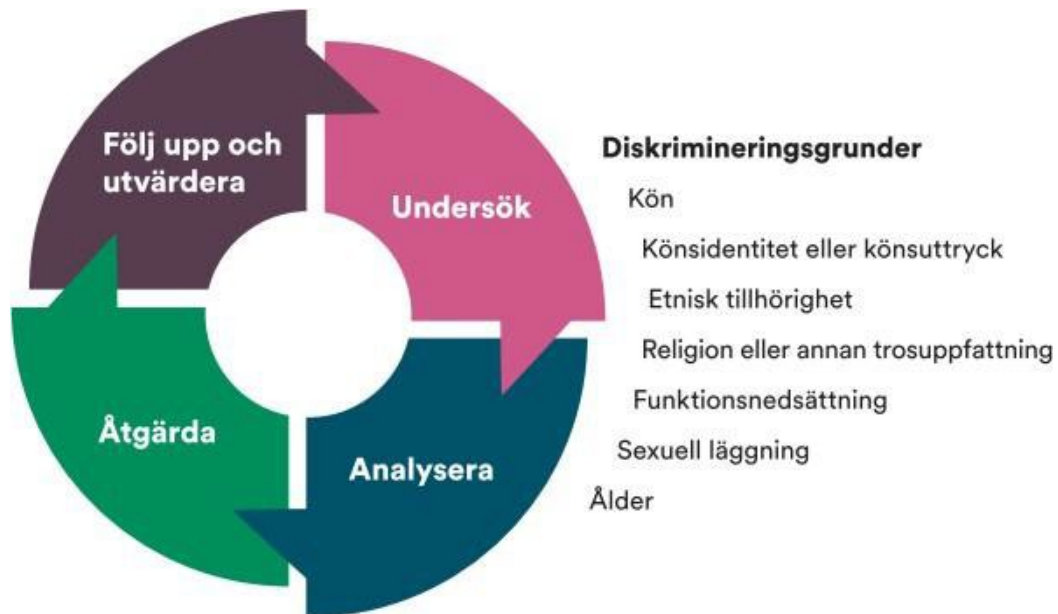 Följ upp och
utvärdera
Undersök
Analysera
Åtgärda
Diskrimineringsgrunder
Kön
Könsidentitet eller könsuttryck
Etnisk tillhörighet
Religion eller annan trosuppfattning
Funktionsnedsättning
Sexuell läggning
Ålder